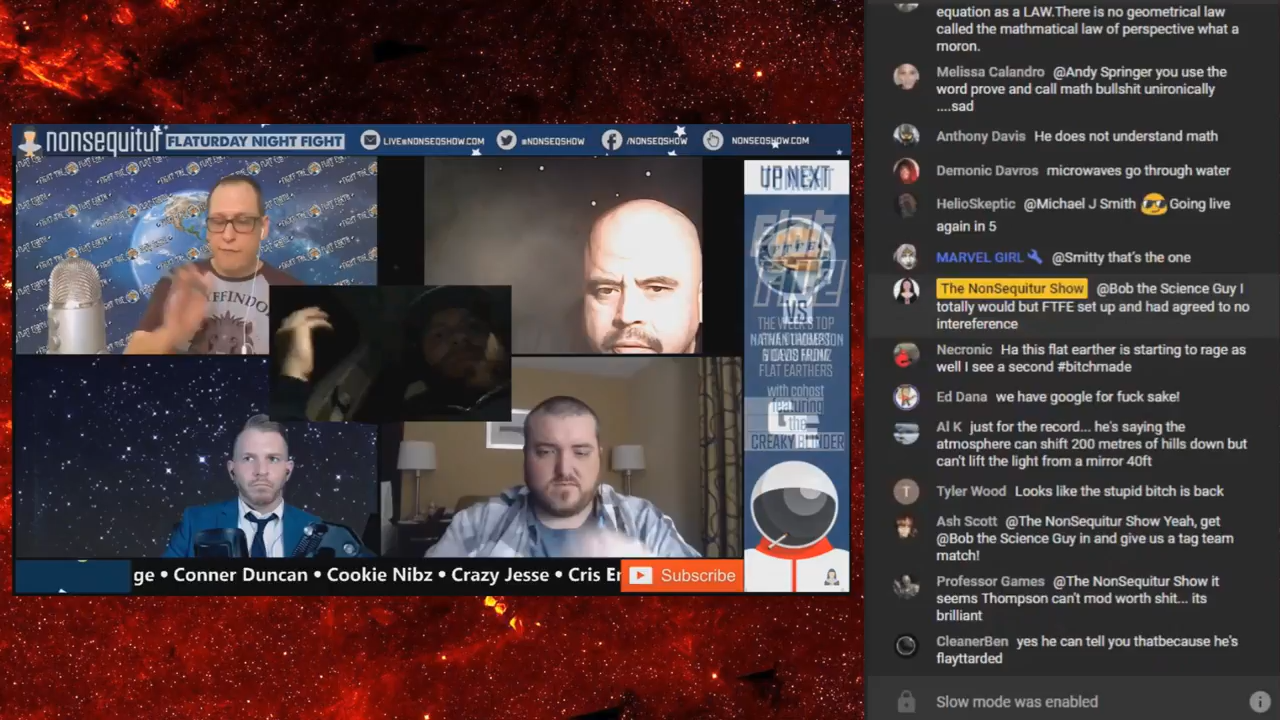 nonsequitur FLATURDAY NIGHT FIGHT LIVE@NONSEQSHOW.COM @NONSEQSHOW /NONSEQSHOW NONSEQSHOW.COM
UP NEXT
VS
THE WEEK'S TOP
FLAT EARTHERS
with cohost
featuring
the
CREAKY BLINDER
ge • Conner Duncan • Cookie Nibz • Crazy Jesse • Cris Er
Subscribe
equation as a LAW.There is no geometrical law
called the mathmatical law of perspective what a
moron.
Melissa Calandro @Andy Springer you use the
word prove and call math bullshit unironically
....sad
Anthony Davis He does not understand math
Demonic Davros microwaves go through water
HelioSkeptic @Michael J Smith Going live
again in 5
MARVEL GIRL @Smitty that's the one
The NonSequitur Show @Bob the Science Guy I
totally would but FTFE set up and had agreed to no
intereference
Necronic Ha this flat earther is starting to rage as
well I see a second #bitchmade
Ed Dana we have google for fuck sake!
Al K just for the record... he's saying the
atmosphere can shift 200 metres of hills down but
can't lift the light from a mirror 40ft
T
Tyler Wood Looks like the stupid bitch is back
Ash Scott @The NonSequitur Show Yeah, get
@Bob the Science Guy in and give us a tag team
match!
Professor Games @The NonSequitur Show it
seems Thompson can't mod worth shit... its
brilliant
CleanerBen yes he can tell you thatbecause he's
flayttarded
Slow mode was enabled